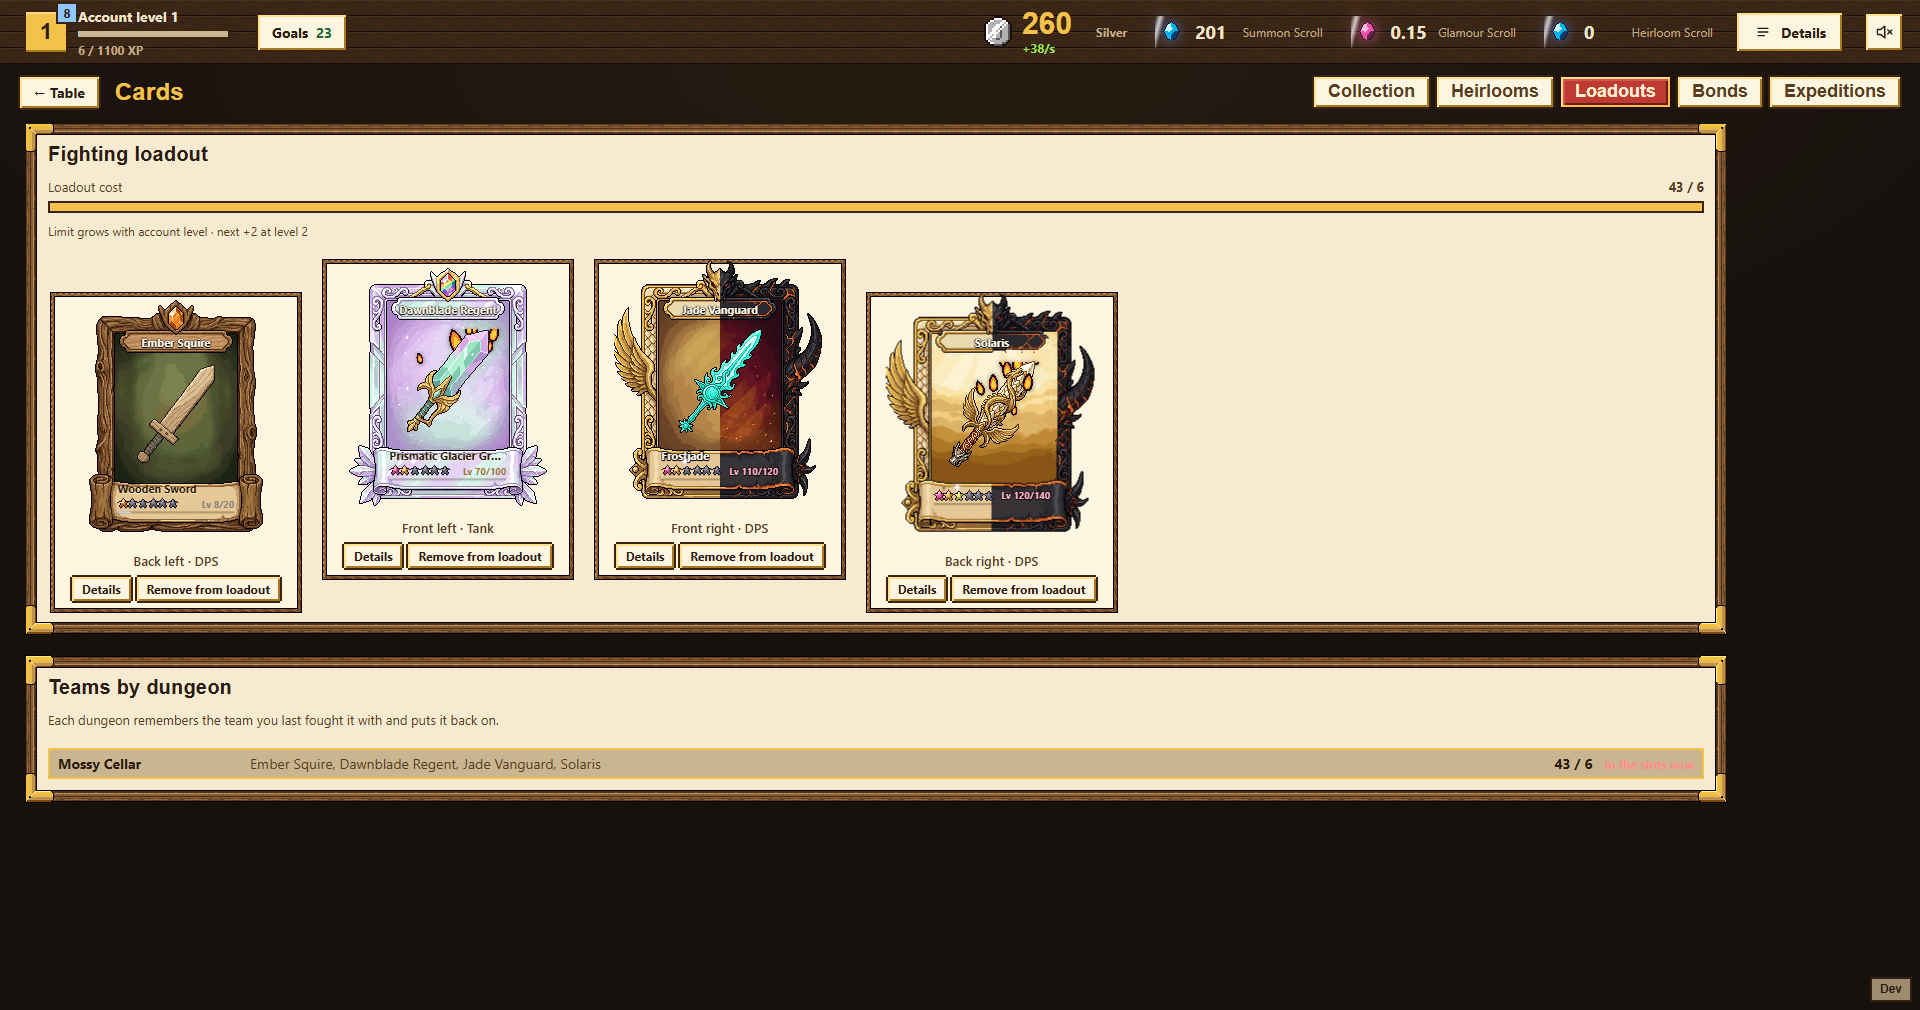 1
8
Account level 1
6 / 1100 XP
Goals 23
260
+38/s
Silver
201
Summon Scroll
0.15
Glamour Scroll
0
Heirloom Scroll
Details
← Table
Cards
Collection
Heirlooms
Loadouts
Bonds
Expeditions
Fighting loadout
Loadout cost
43 / 6
Limit grows with account level · next +2 at level 2
Ember Squire
Wooden Sword
Lv 8/20
Back left · DPS
Details
Remove from loadout
Dawnblade Regent
Prismatic Glacier Gr...
Lv 70/100
Front left · Tank
Details
Remove from loadout
Jade Vanguard
Frostjade
Lv 110/120
Front right · DPS
Details
Remove from loadout
Solaris
Lv 120/140
Back right · DPS
Details
Remove from loadout
Teams by dungeon
Each dungeon remembers the team you last fought it with and puts it back on.
Mossy Cellar
Ember Squire, Dawnblade Regent, Jade Vanguard, Solaris
43 / 6
In the slots now
Dev